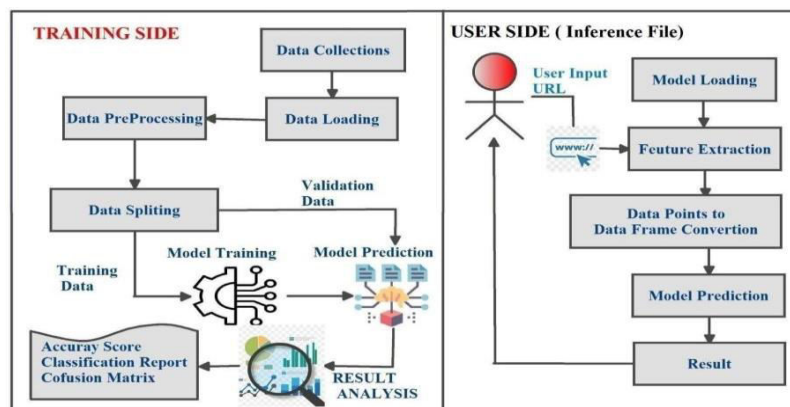 TRAINING SIDE
Data Collections
Data Loading
Data PreProcessing
Data Spliting
Validation
Data
Training
Data
Model Training
Model Prediction
RESULT
ANALYSIS
Accuray Score
Classification Report
Cofusion Matrix
USER SIDE ( Inference File)
User Input
URL
www://
Model Loading
Feuture Extraction
Data Points to
Data Frame Convertion
Model Prediction
Result